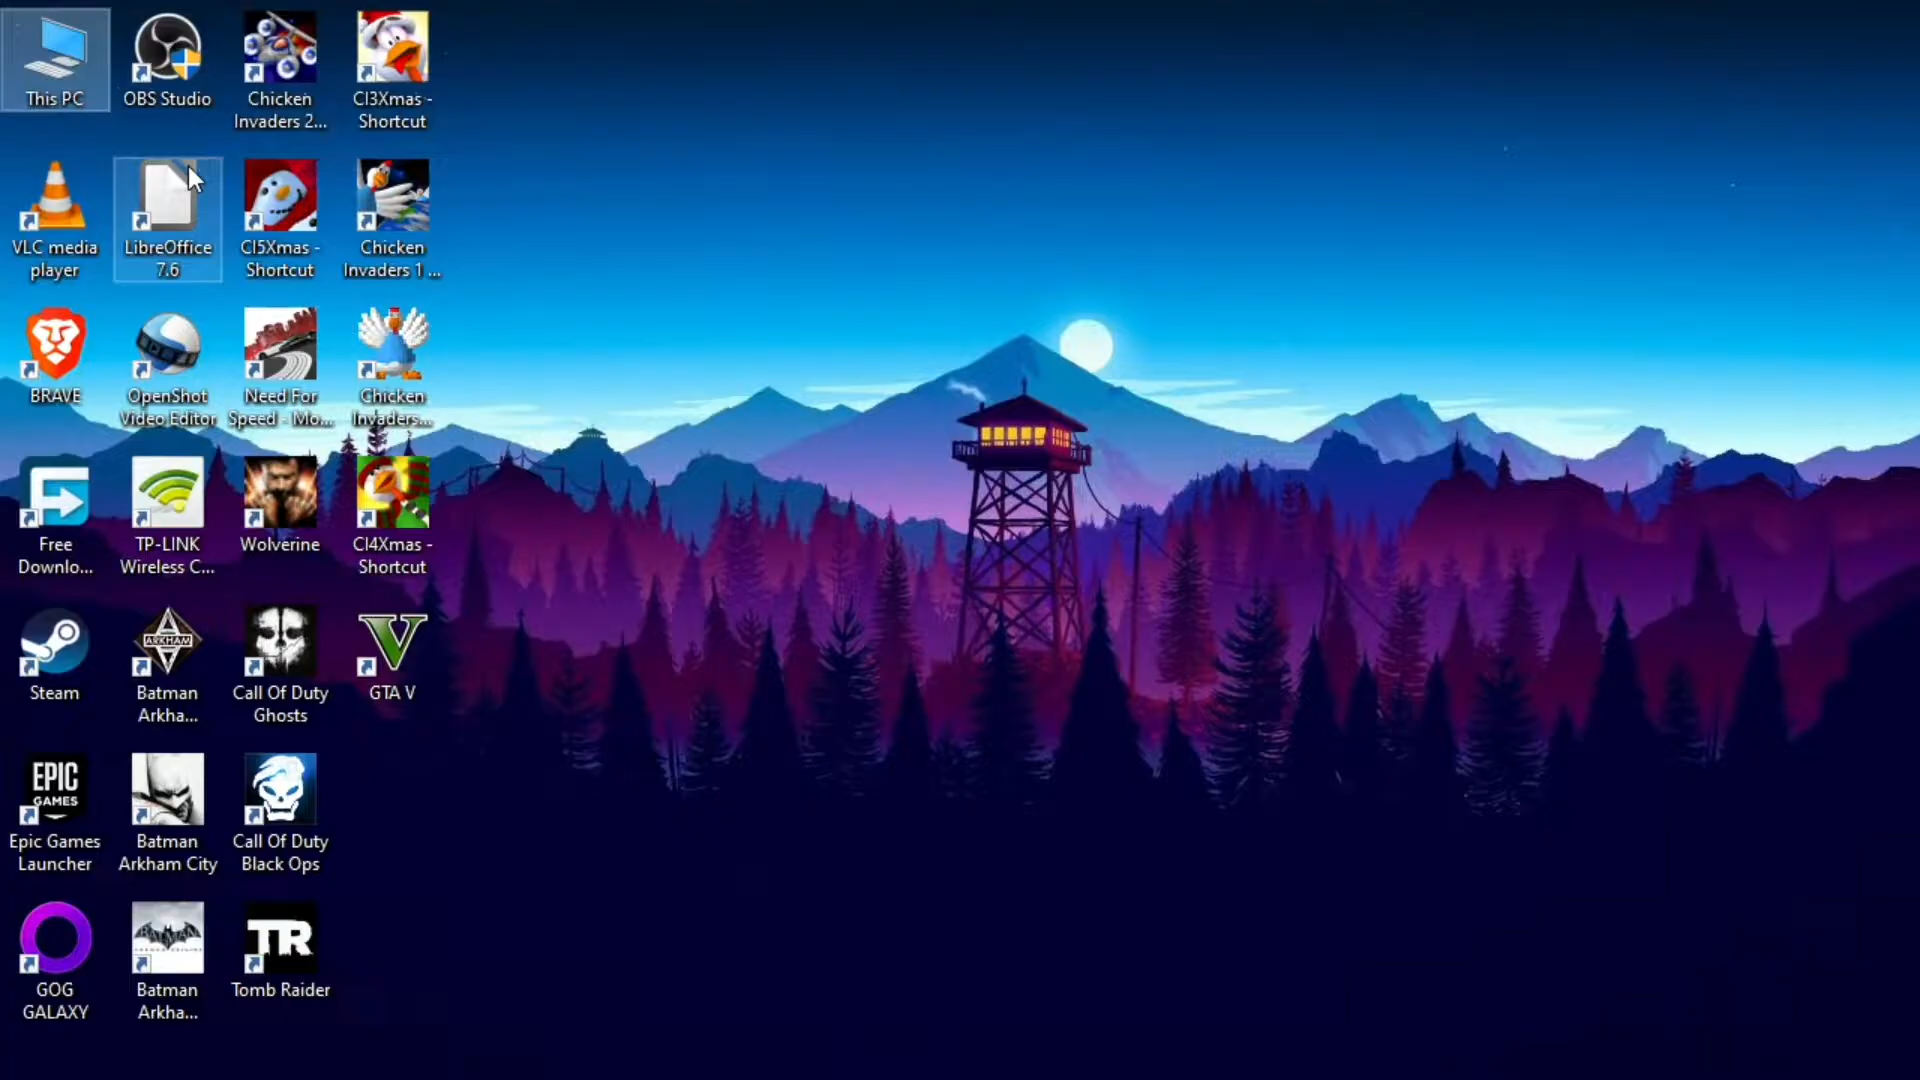 This PC
OBS Studio
Chicken
Invaders 2...
CI3Xmas -
Shortcut
VLC media
player
LibreOffice
7.6
CI5Xmas -
Shortcut
Chicken
Invaders 1 ...
BRAVE
OpenShot
Video Editor
Need For
Speed - Mo...
Chicken
Invaders...
Free
Downlo...
TP-LINK
Wireless C...
Wolverine
CI4Xmas -
Shortcut
Steam
ARKHAM
Batman
Arkha...
Call Of Duty
Ghosts
V
GTA V
EPIC
GAMES
Epic Games
Launcher
Batman
Arkham City
Call Of Duty
Black Ops
GOG
GALAXY
BATMAN
Batman
Arkha...
TR
Tomb Raider